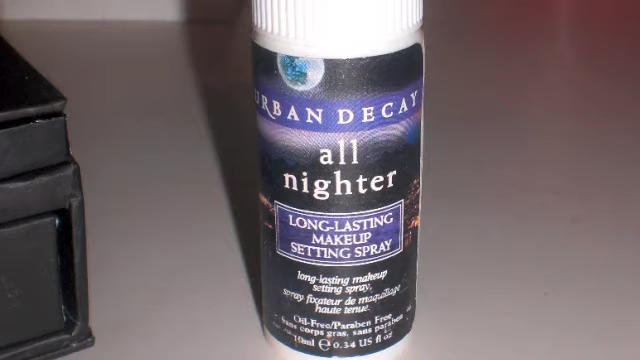 URBAN DECAY
all
nighter
LONG-LASTING
MAKEUP
SETTING SPRAY
long-lasting makeup
setting spray.
spray fixateur de maquillage
haute tenue.
Oil-Free/Paraben Free
Sans corps gras, sans paraben
10ml e 0.34 US fl oz